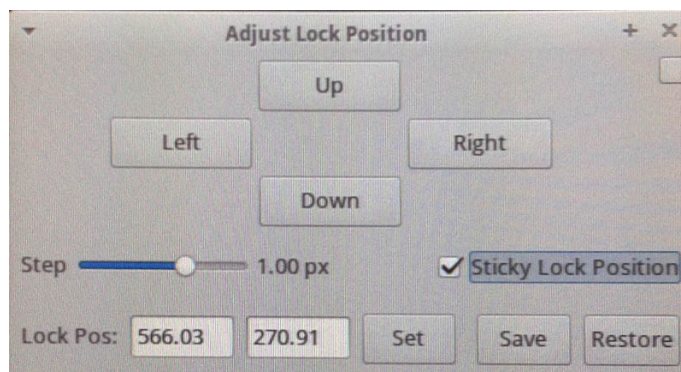 Adjust Lock Position
Up
Left Right
Down
Step 1.00 px Sticky Lock Position
Lock Pos: 566.03 270.91 Set Save Restore